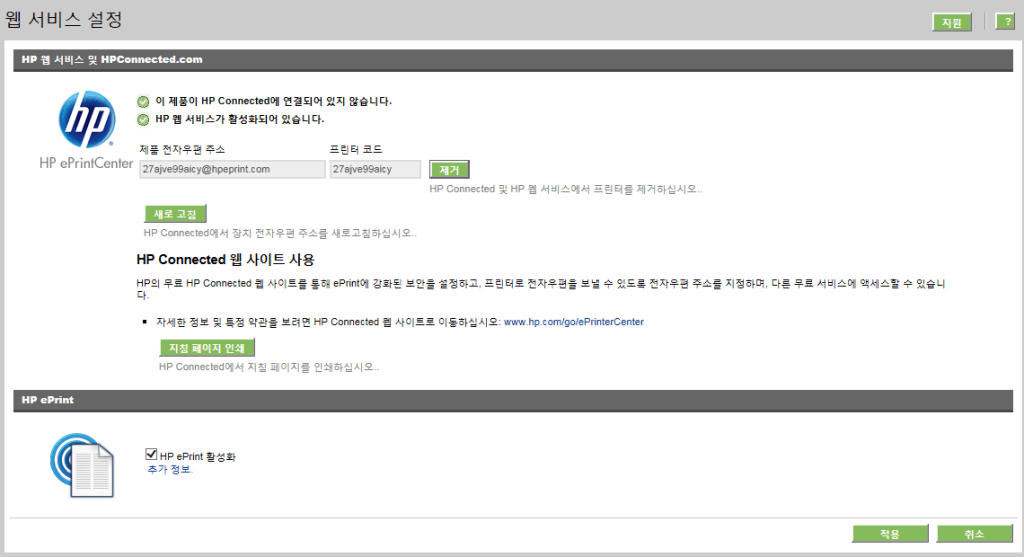 웹 서비스 설정
지원
?
HP 웹 서비스 및 HPConnected.com
hp
HP ePrintCenter
이 제품이 HP Connected에 연결되어 있지 않습니다.
HP 웹 서비스가 활성화되어 있습니다.
제품 전자우편 주소 프린터 코드
27ajve99aicy@hpeprint.com 27ajve99aicy 제거
HP Connected 및 HP 웹 서비스에서 프린터를 제거하십시오..
새로 고침
HP Connected에서 장치 전자우편 주소를 새로고침하십시오..
HP Connected 웹 사이트 사용
HP의 무료 HP Connected 웹 사이트를 통해 ePrint에 강화된 보안을 설정하고, 프린터로 전자우편을 보낼 수 있도록 전자우편 주소를 지정하며, 다른 무료 서비스에 액세스할 수 있습니
다.
▪ 자세한 정보 및 특정 약관을 보려면 HP Connected 웹 사이트로 이동하십시오: www.hp.com/go/ePrinterCenter
지침 페이지 인쇄
HP Connected에서 지침 페이지를 인쇄하십시오..
HP ePrint
HP ePrint 활성화
추가 정보.
적용 취소